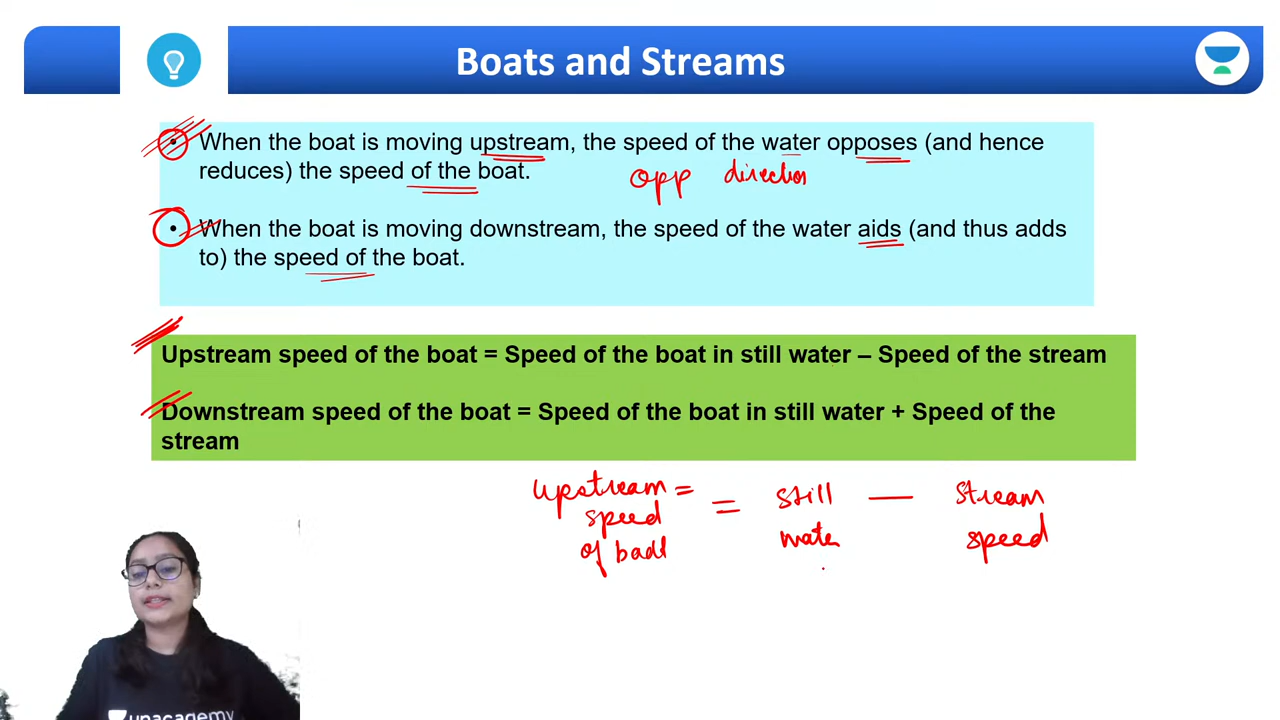 Boats and Streams
• When the boat is moving upstream, the speed of the water opposes (and hence
reduces) the speed of the boat.
opp direction
• When the boat is moving downstream, the speed of the water aids (and thus adds
to) the speed of the boat.
Upstream speed of the boat = Speed of the boat in still water – Speed of the stream
Downstream speed of the boat = Speed of the boat in still water + Speed of the
stream
upstream = = still — stream
speed water speed
of
unacademy